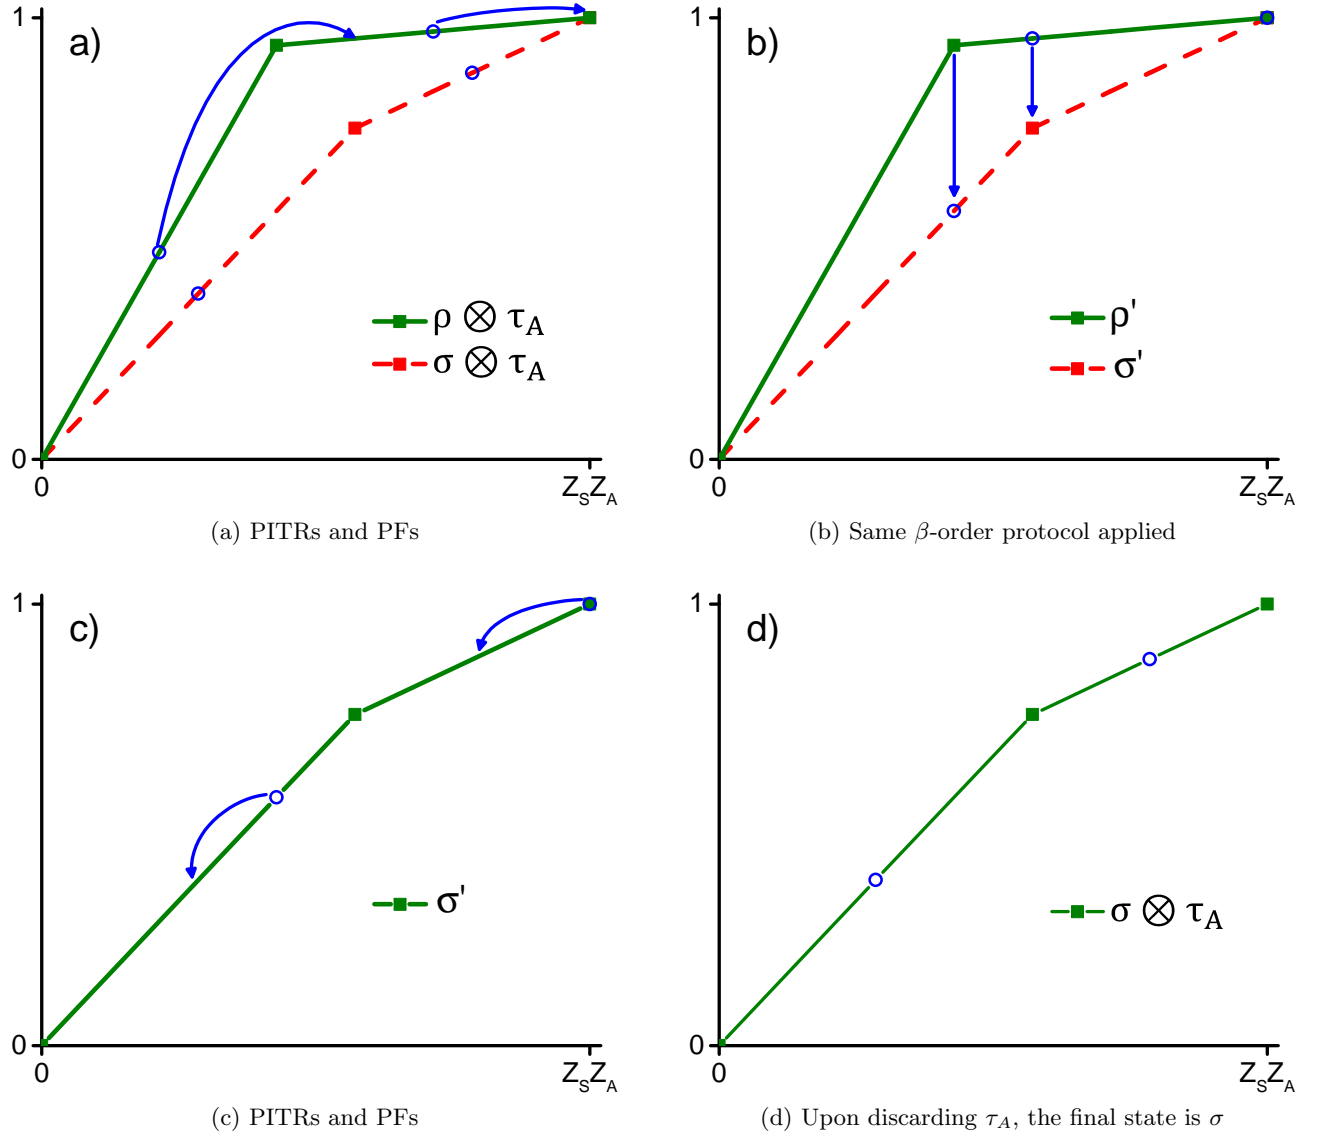 1
a)
ρ ⊗ τA
σ ⊗ τA
0
0
ZSZA
(a) PITRs and PFs
1
b)
ρ'
σ'
0
0
ZSZA
(b) Same β-order protocol applied
1
c)
σ'
0
0
ZSZA
(c) PITRs and PFs
1
d)
σ ⊗ τA
0
0
ZSZA
(d) Upon discarding τA, the final state is σ